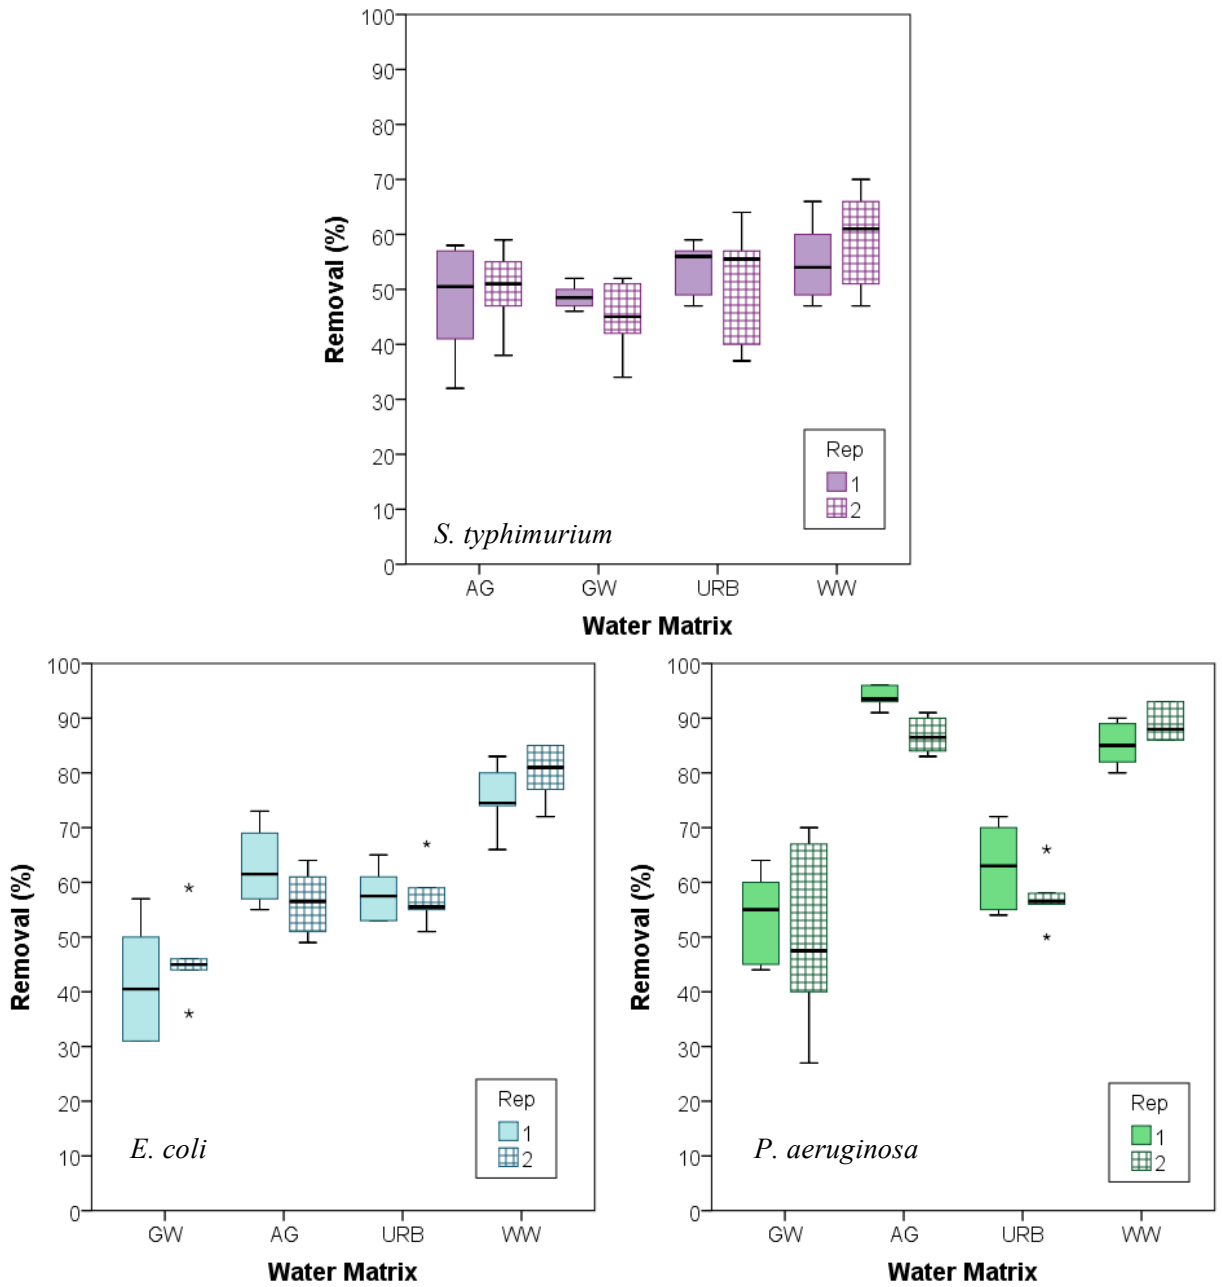 100
90
80
70
60
50
40
30
20
10
0
Removal (%)
Rep
1
2
S. typhimurium
AG GW URB WW
Water Matrix
100
90
80
70
60
50
40
30
20
10
0
Removal (%)
*
*
*
Rep
1
2
E. coli
GW AG URB WW
Water Matrix
100
90
80
70
60
50
40
30
20
10
0
Removal (%)
*
*
Rep
1
2
P. aeruginosa
GW AG URB WW
Water Matrix